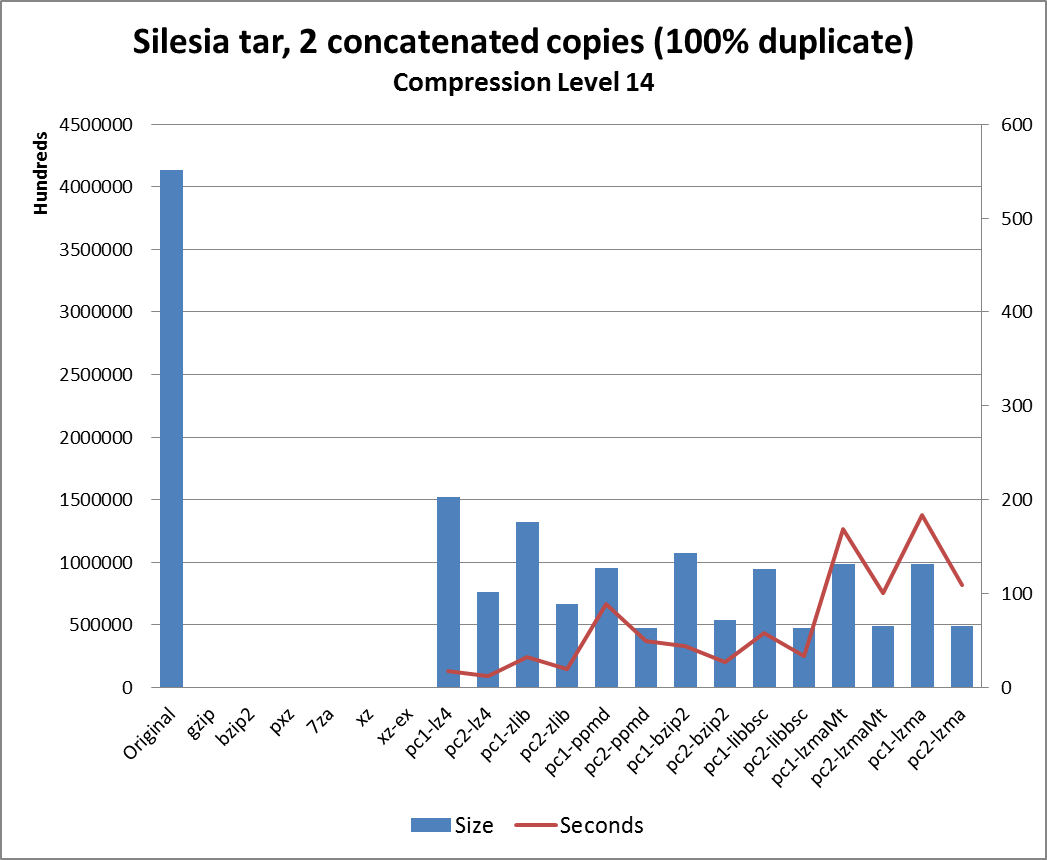 Silesia tar, 2 concatenated copies (100% duplicate)
Compression Level 14
Hundreds
4500000
4000000
3500000
3000000
2500000
2000000
1500000
1000000
500000
0
600
500
400
300
200
100
0
Original
gzip
bzip2
pxz
7za
xz
xz-ex
pc1-lz4
pc2-lz4
pc1-zlib
pc2-zlib
pc1-ppmd
pc2-ppmd
pc1-bzip2
pc2-bzip2
pc1-libbsc
pc2-libbsc
pc1-lzmaMt
pc2-lzmaMt
pc1-lzma
pc2-lzma
Size
Seconds